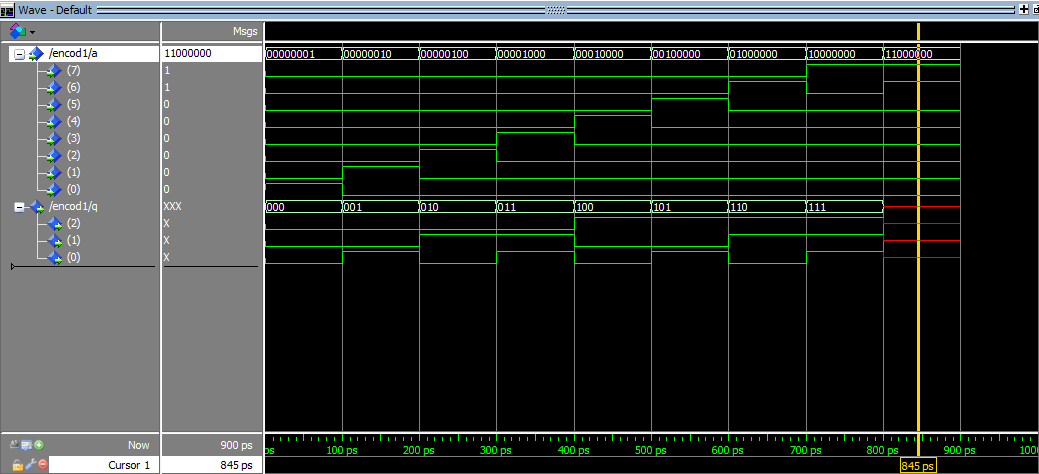 Wave - Default
Msgs
/encod1/a 11000000 00000001 00000010 00000100 00001000 00010000 00100000 01000000 10000000 11000000
(7) 1
(6) 1
(5) 0
(4) 0
(3) 0
(2) 0
(1) 0
(0) 0
/encod1/q XXX 000 001 010 011 100 101 110 111
(2) X
(1) X
(0) X
Now 900 ps ps 100 ps 200 ps 300 ps 400 ps 500 ps 600 ps 700 ps 800 ps 900 ps 1000
Cursor 1 845 ps 845 ps